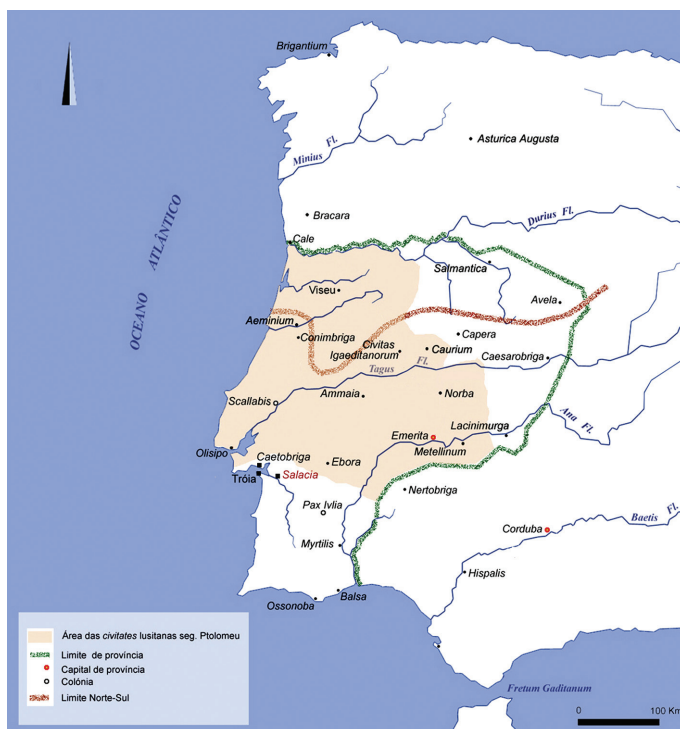 Brigantium
Asturica Augusta
Minius Fl.
Bracara
Durius Fl.
Cale
OCEANO ATLÂNTICO
Salmantica
Viseu
Avela
Aeminium
Conimbriga
Capera
Civitas
Igaeditanorum
Caurium
Caesarobriga
Tagus Fl.
Ammaia
Norba
Scallabis
Ana Fl.
Emerita
Lacinimurga
Metellinum
Olisipo
Caetobriga
Ebora
Tróia
Salacia
Nertobriga
Pax Ivlia
Baetis Fl.
Corduba
Myrtilis
Hispalis
Balsa
Ossonoba
Área das civitates lusitanas seg. Ptolomeu
Limite de província
Capital de província
Colónia
Limite Norte-Sul
Fretum Gaditanum
0 100 Km